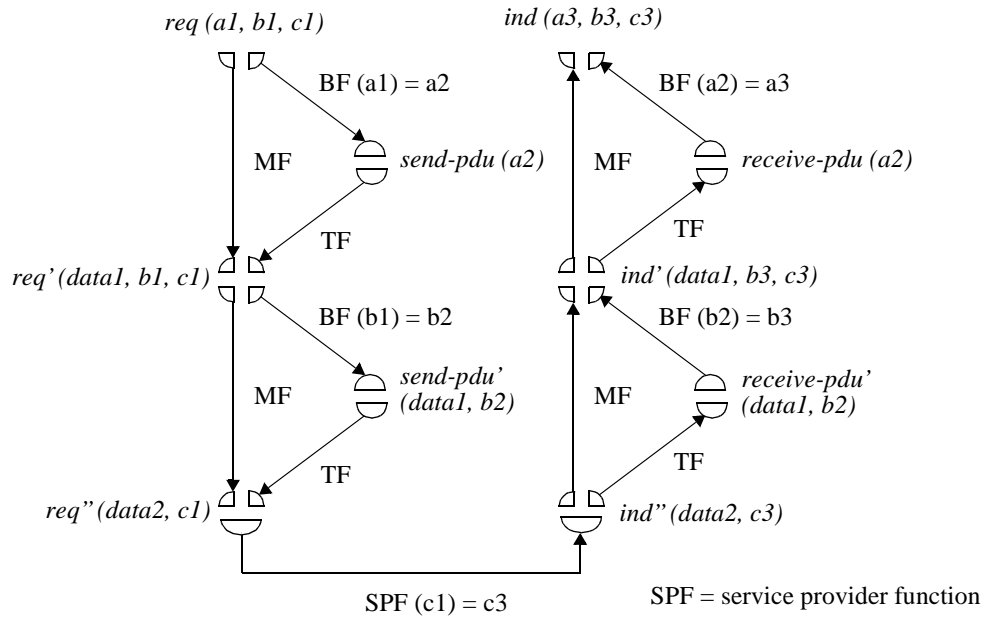 req (a1, b1, c1)
ind (a3, b3, c3)
BF (a1) = a2
BF (a2) = a3
MF
send-pdu (a2)
MF
receive-pdu (a2)
TF
TF
req’ (data1, b1, c1)
ind’ (data1, b3, c3)
BF (b1) = b2
BF (b2) = b3
MF
send-pdu’
(data1, b2)
MF
receive-pdu’
(data1, b2)
TF
TF
req’’ (data2, c1)
ind’’ (data2, c3)
SPF (c1) = c3
SPF = service provider function